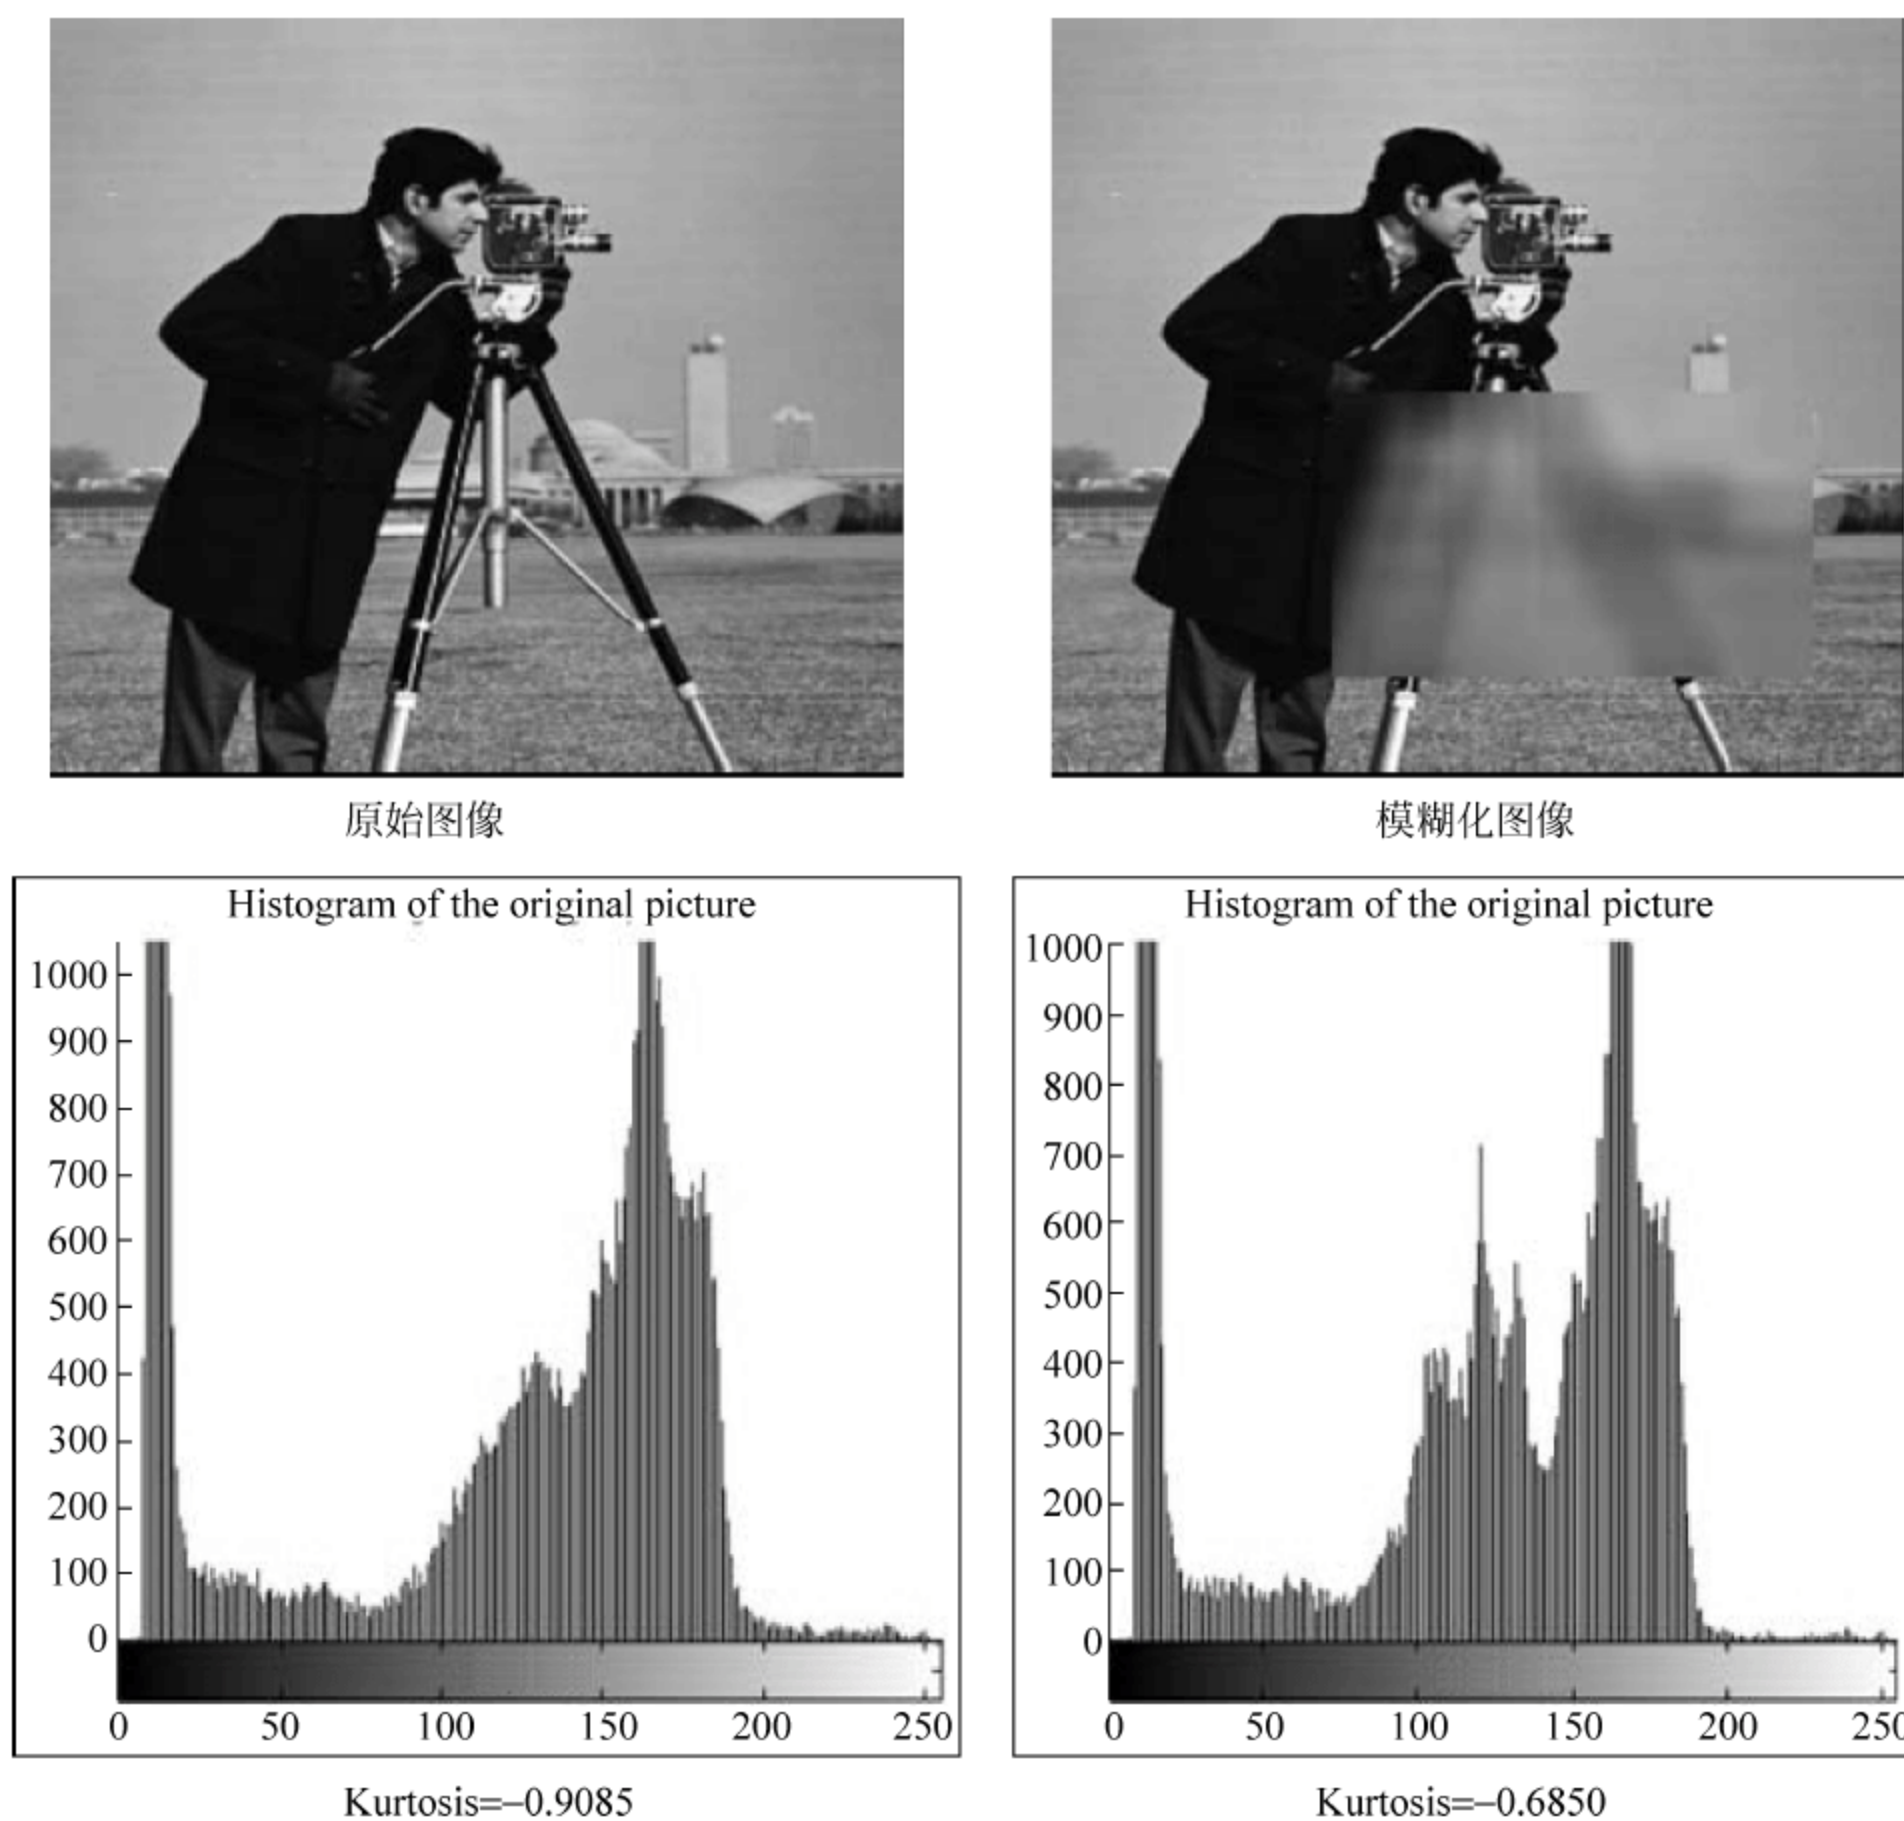 原始图像
模糊化图像
Histogram of the original picture
1000
900
800
700
600
500
400
300
200
100
0
0 50 100 150 200 250
Kurtosis=–0.9085
Histogram of the original picture
1000
900
800
700
600
500
400
300
200
100
0
0 50 100 150 200 250
Kurtosis=–0.6850